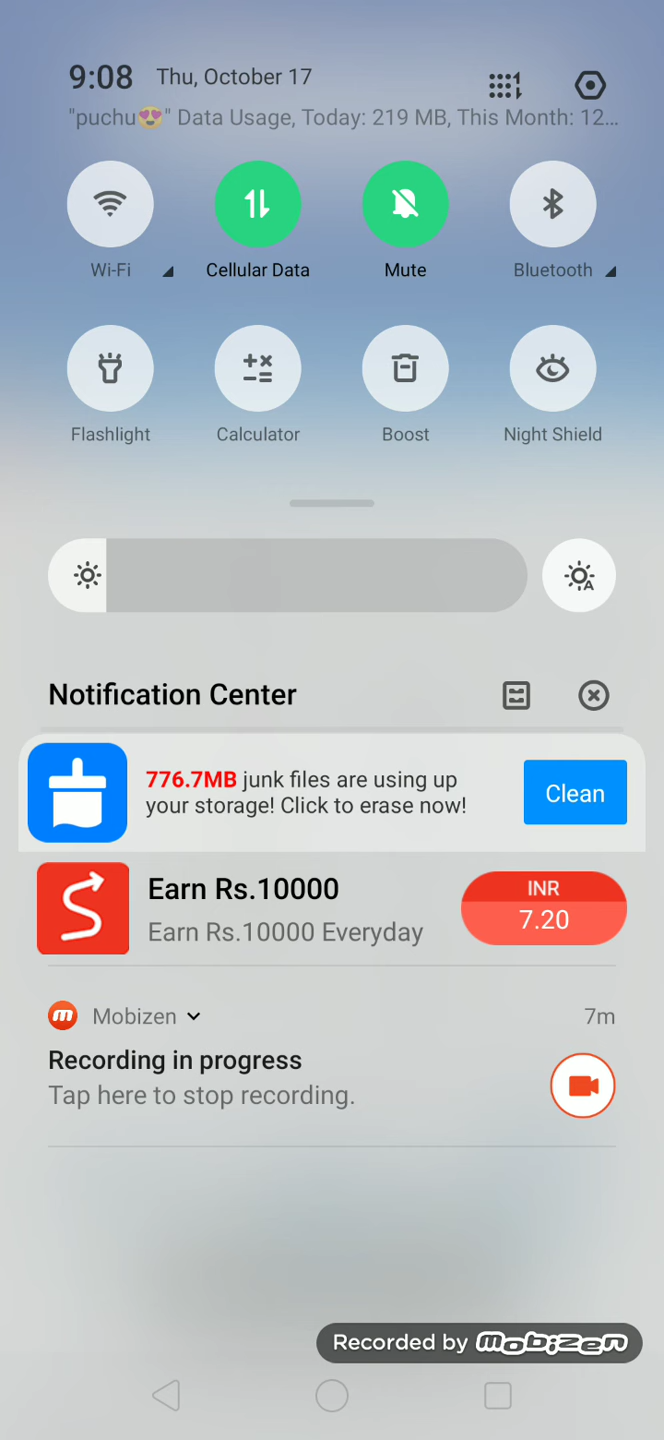 9:08 Thu, October 17
"puchu😍" Data Usage, Today: 219 MB, This Month: 12...
Wi-Fi Cellular Data Mute Bluetooth
Flashlight Calculator Boost Night Shield
Notification Center
776.7MB junk files are using up
your storage! Click to erase now!
Clean
Earn Rs.10000
Earn Rs.10000 Everyday
INR
7.20
Mobizen 7m
Recording in progress
Tap here to stop recording.
Recorded by mobizen